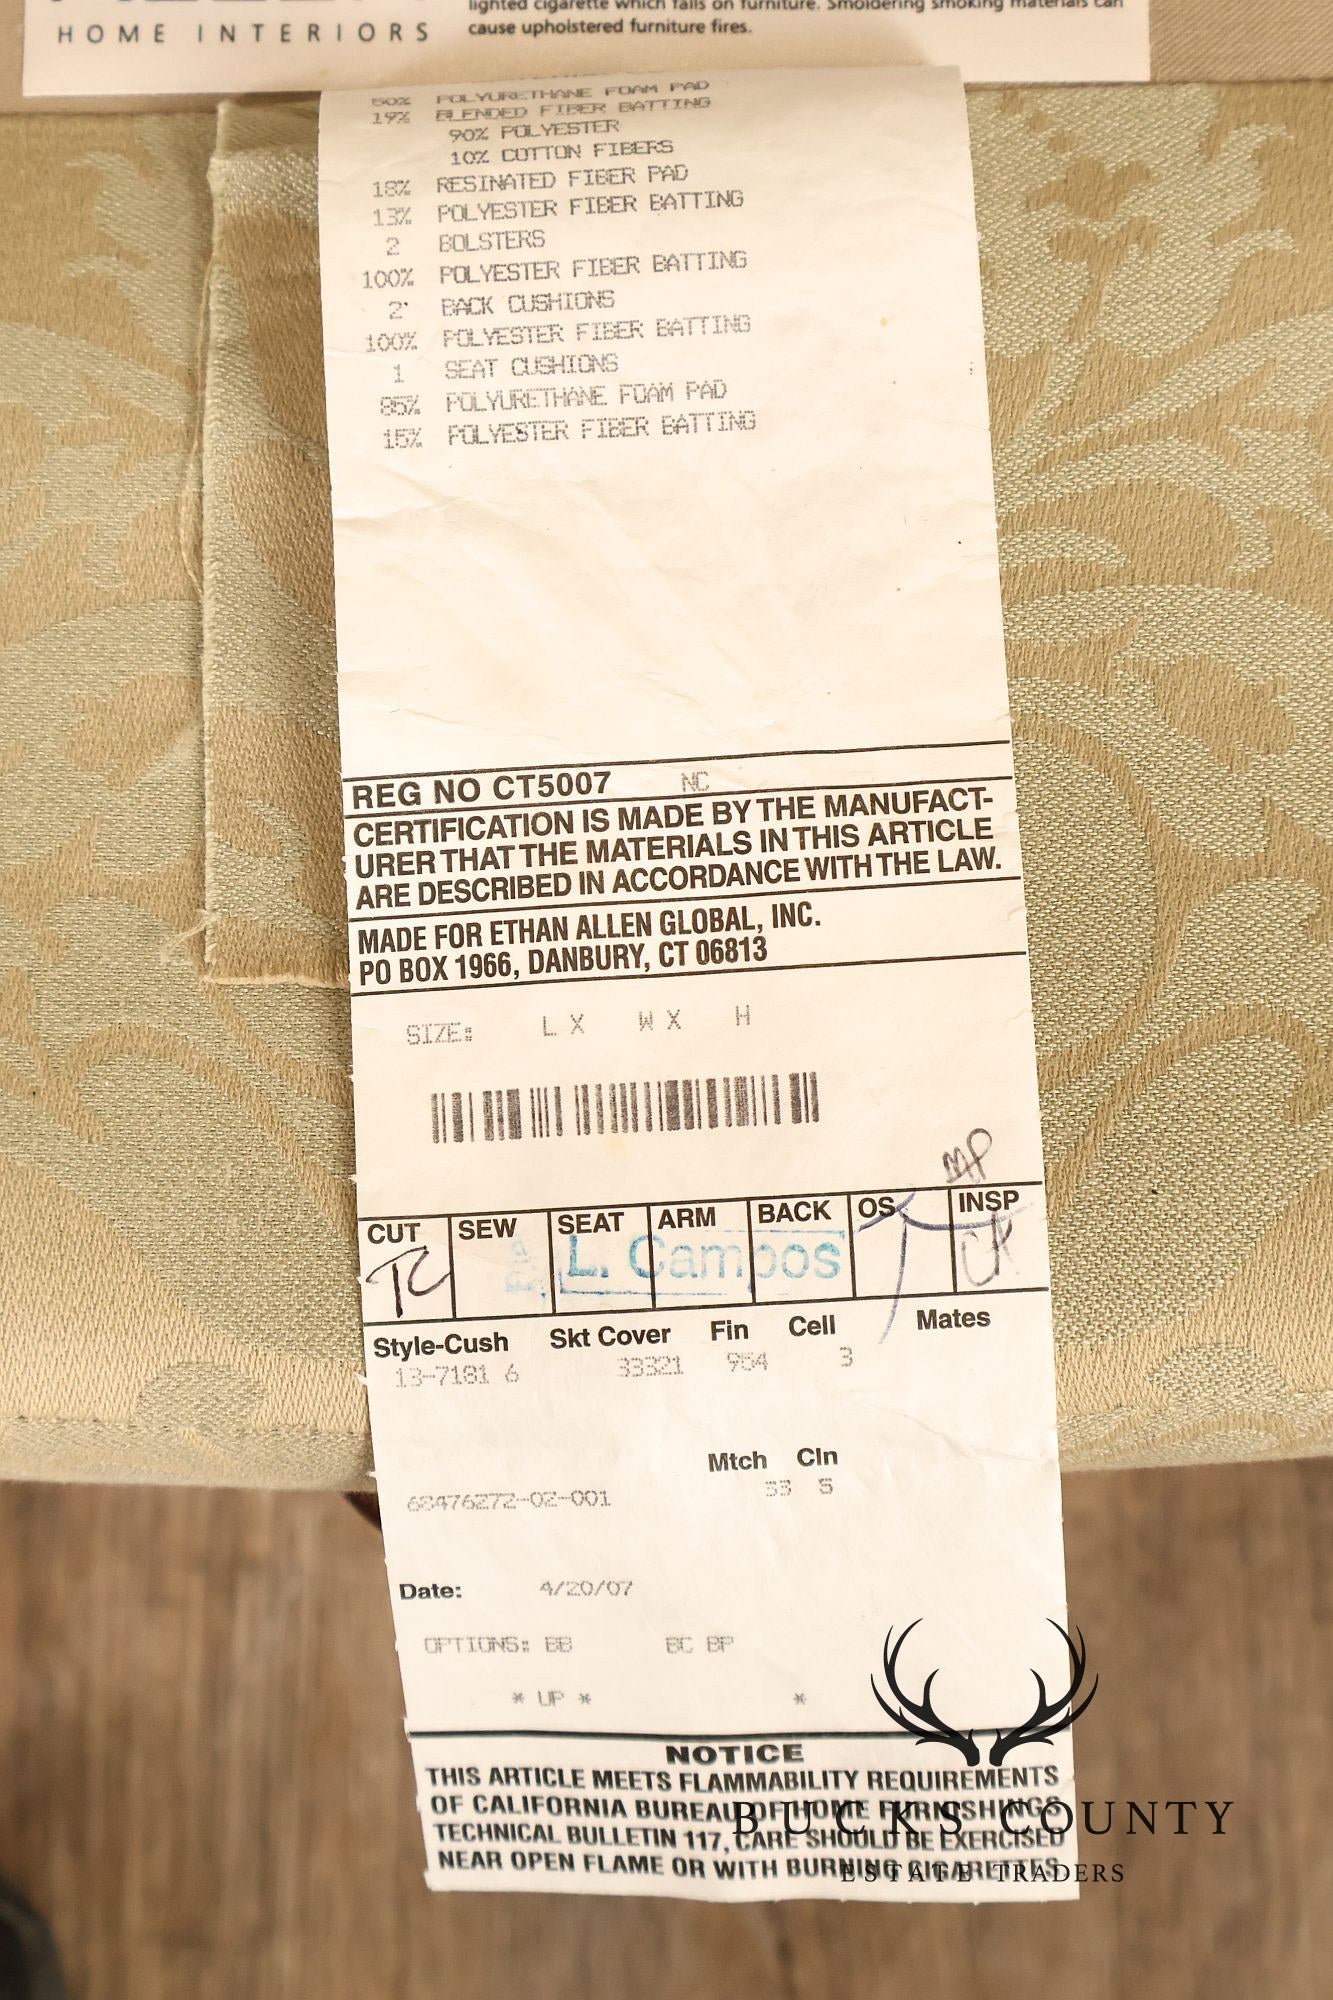 HOME INTERIORS
lighted cigarette which falls on furniture. Smoldering smoking materials can
cause upholstered furniture fires.
50% POLYURETHANE FOAM PAD
19% BLENDED FIBER BATTING
90% POLYESTER
10% COTTON FIBERS
18% RESINATED FIBER PAD
13% POLYESTER FIBER BATTING
2 BOLSTERS
100% POLYESTER FIBER BATTING
2 BACK CUSHIONS
100% POLYESTER FIBER BATTING
1 SEAT CUSHIONS
85% POLYURETHANE FOAM PAD
15% POLYESTER FIBER BATTING
REG NO CT5007 NC
CERTIFICATION IS MADE BY THE MANUFACT-
URER THAT THE MATERIALS IN THIS ARTICLE
ARE DESCRIBED IN ACCORDANCE WITH THE LAW.
MADE FOR ETHAN ALLEN GLOBAL, INC.
PO BOX 1966, DANBURY, CT 06813
SIZE: L X W X H
CUT SEW SEAT ARM BACK OS INSP
L. Campos
Style-Cush Skt Cover Fin Cell Mates
13-7181 6 33321 954 3
Mtch Cln
33 5
68476272-02-001
Date: 4/20/07
OPTIONS: BB BC BP
* UP * *
NOTICE
THIS ARTICLE MEETS FLAMMABILITY REQUIREMENTS
OF CALIFORNIA BUREAU OF HOME FURNISHINGS
TECHNICAL BULLETIN 117, CARE SHOULD BE EXERCISED
NEAR OPEN FLAME OR WITH BURNING CIGARETTES.
BUCKS COUNTY
ESTATE TRADERS